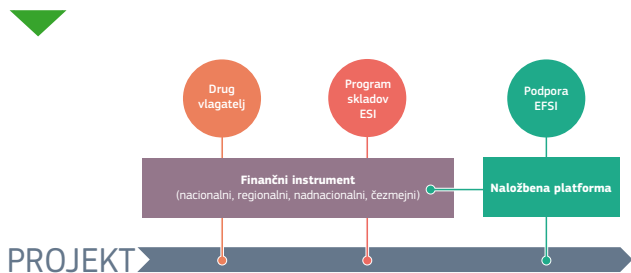 Drug
vlagatelj
Program
skladov
ESI
Podpora
EFSI
Finančni instrument
(nacionalni, regionalni, nadnacionalni, čezmejni)
Naložbena platforma
PROJEKT